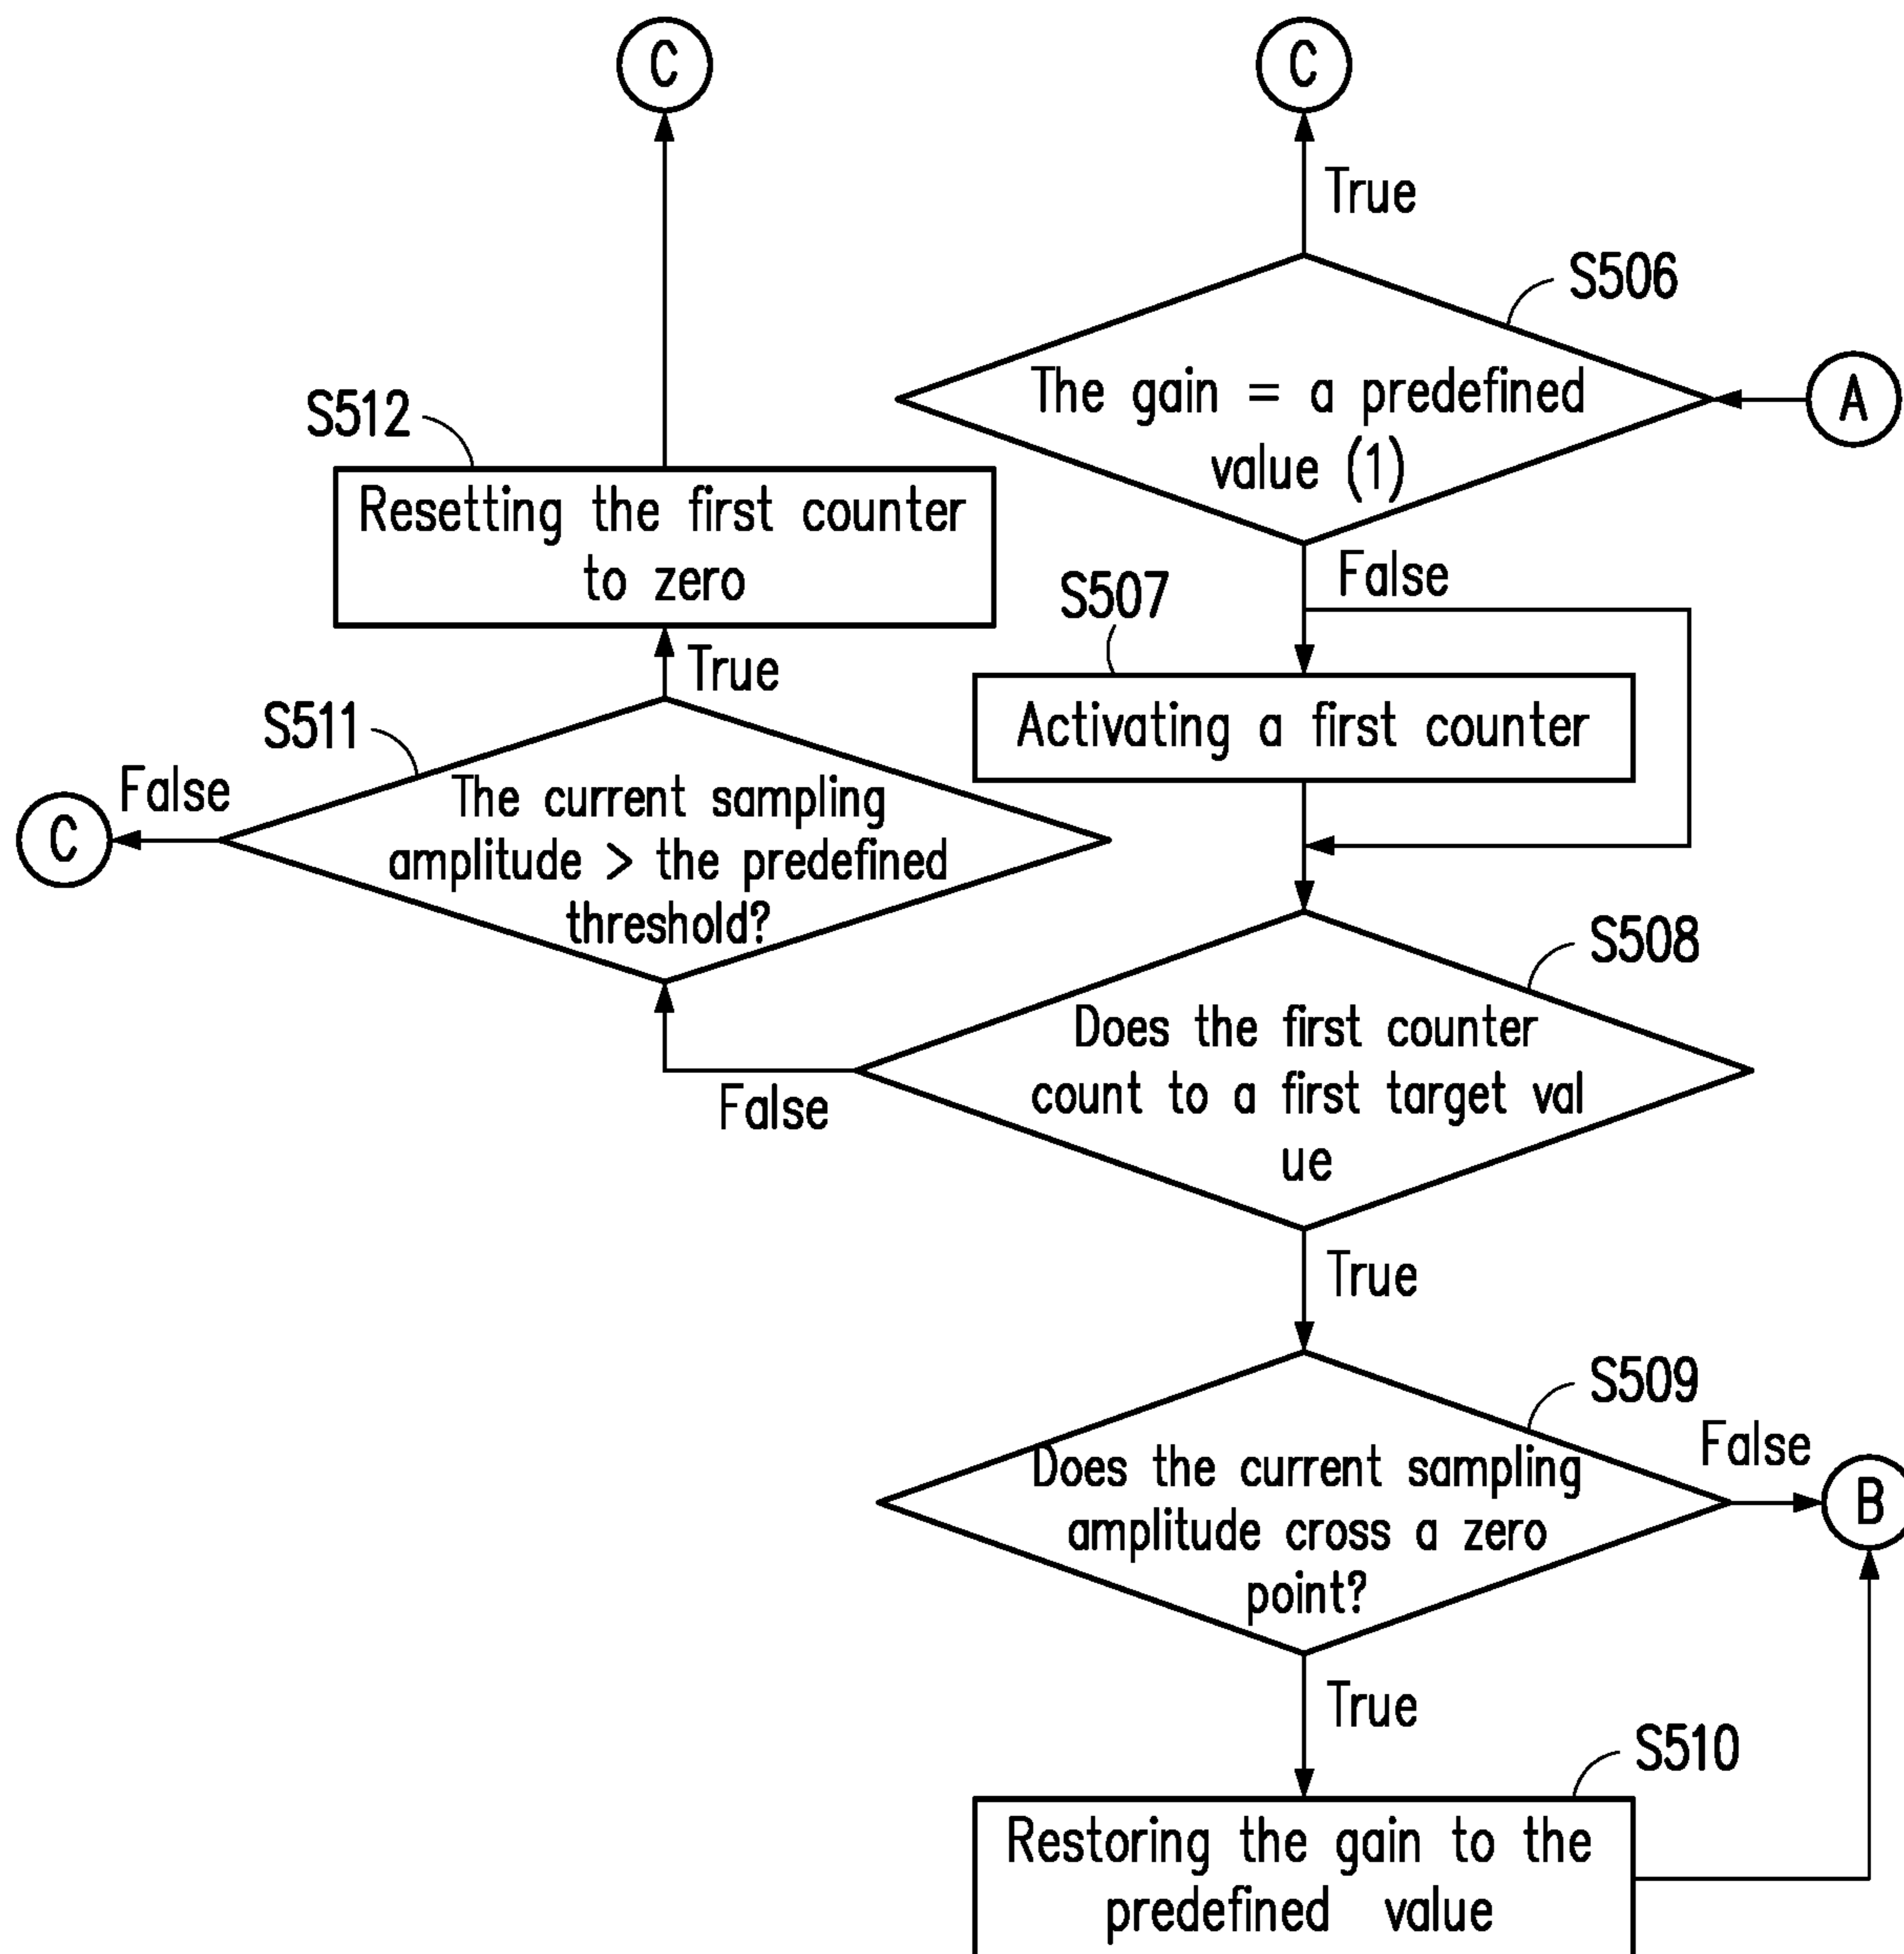 C
C
True
S506
The gain = a predefined
value (1)
A
S512
Resetting the first counter
to zero
False
S507
True
Activating a first counter
S511
False
The current sampling
amplitude > the predefined
threshold?
C
S508
Does the first counter
count to a first target val
ue
False
True
S509
False
Does the current sampling
amplitude cross a zero
point?
B
True
S510
Restoring the gain to the
predefined value